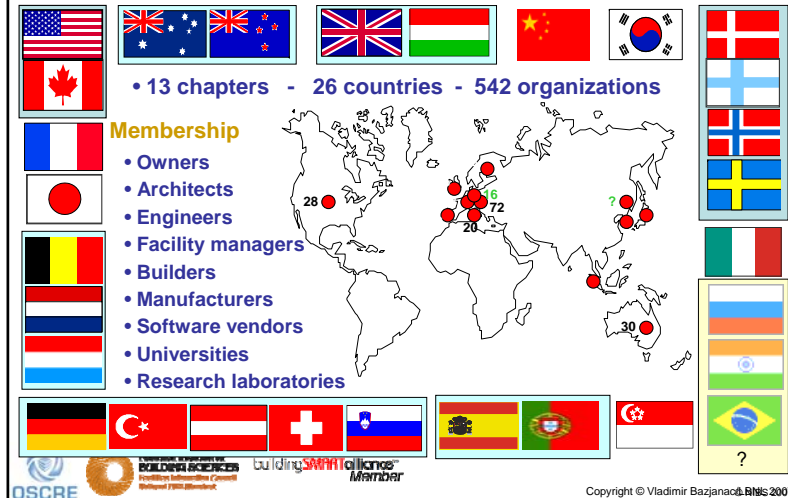 • 13 chapters - 26 countries - 542 organizations
Membership
• Owners
• Architects
• Engineers
• Facility managers
• Builders
• Manufacturers
• Software vendors
• Universities
• Research laboratories
28
16
72
20
?
30
?
OSCRE
BUILDING SCIENCES
buildingSMARTalliance
Member
Copyright © Vladimir Bazjanac